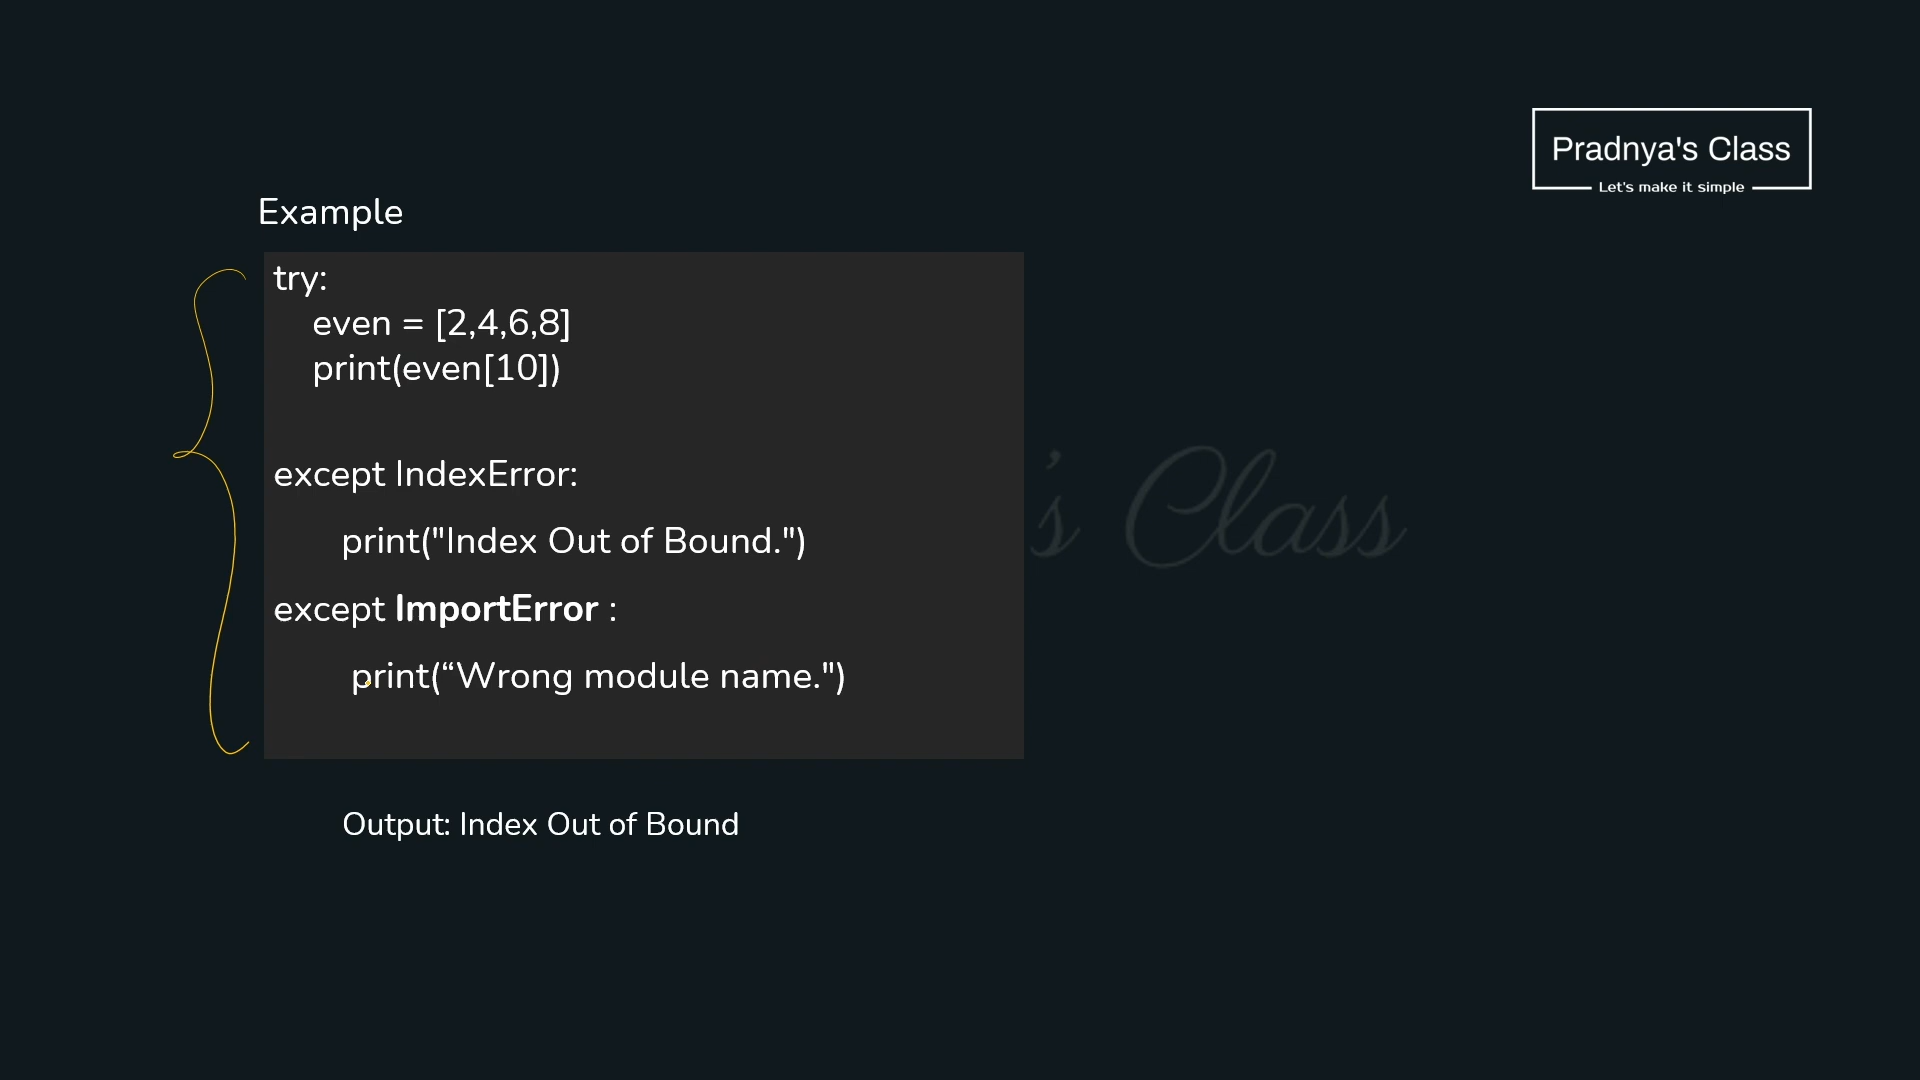 Pradnya's Class
Let's make it simple
Example
try:
even = [2,4,6,8]
print(even[10])
except IndexError:
's Class
print("Index Out of Bound.")
except ImportError :
print(“Wrong module name.")
Output: Index Out of Bound